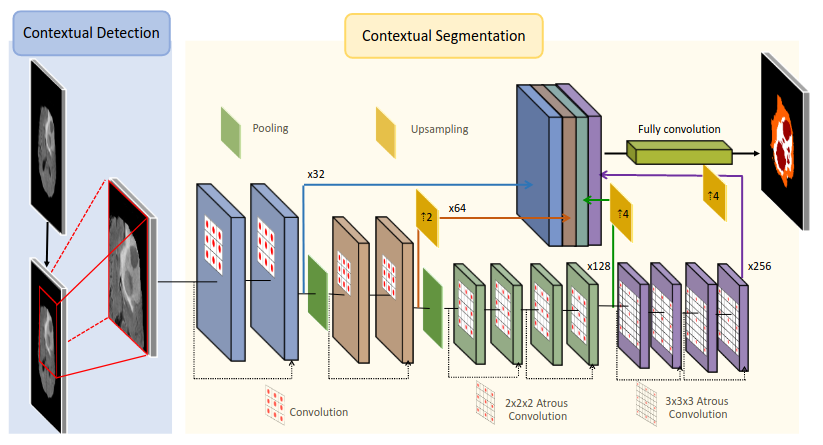 Contextual Detection
Contextual Segmentation
Pooling
Upsampling
Fully convolution
x32
↑2
x64
↑4
↑4
x128
x256
Convolution
2x2x2 Atrous
Convolution
3x3x3 Atrous
Convolution